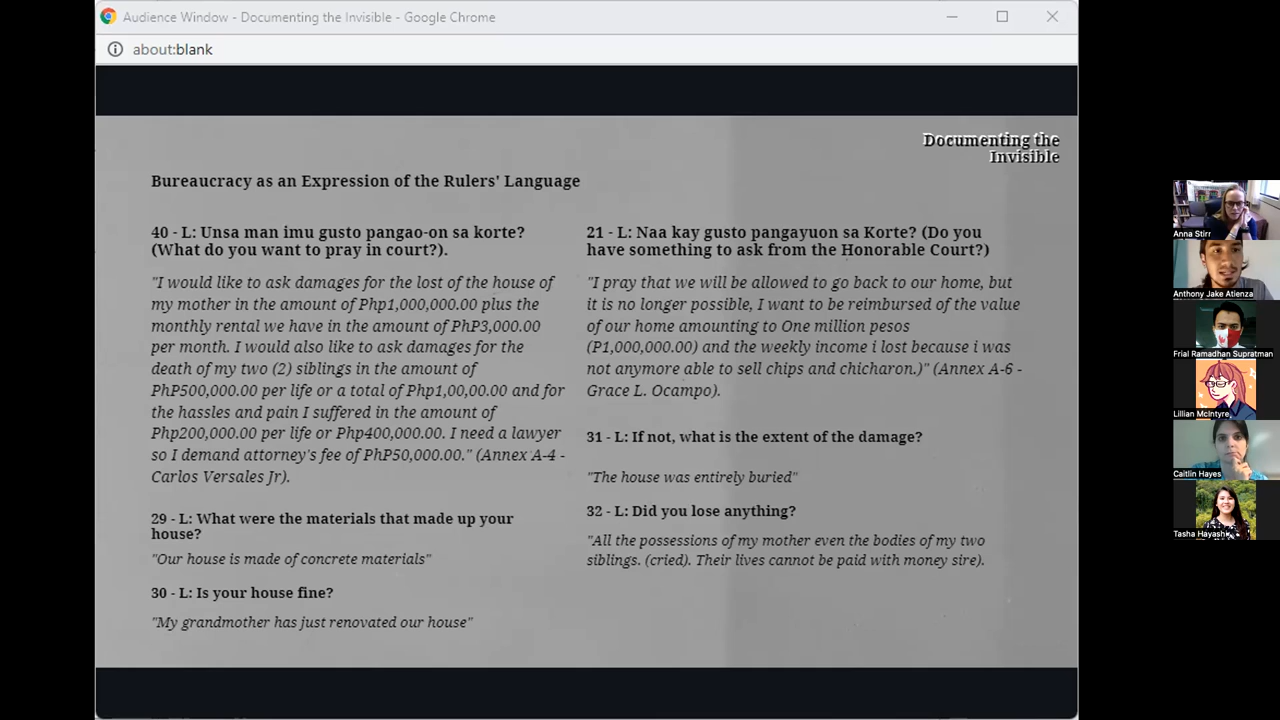 Audience Window - Documenting the Invisible - Google Chrome
about:blank
Documenting the
Invisible
Bureaucracy as an Expression of the Rulers' Language
40 - L: Unsa man imu gusto pangao-on sa korte?
(What do you want to pray in court?).
"I would like to ask damages for the lost of the house of
my mother in the amount of Php1,000,000.00 plus the
monthly rental we have in the amount of PhP3,000.00
per month. I would also like to ask damages for the
death of my two (2) siblings in the amount of
PhP500,000.00 per life or a total of Php1,00,00.00 and for
the hassles and pain I suffered in the amount of
Php200,000.00 per life or Php400,000.00. I need a lawyer
so I demand attorney's fee of PhP50,000.00." (Annex A-4 -
Carlos Versales Jr).
29 - L: What were the materials that made up your
house?
"Our house is made of concrete materials"
30 - L: Is your house fine?
"My grandmother has just renovated our house"
21 - L: Naa kay gusto pangayuon sa Korte? (Do you
have something to ask from the Honorable Court?)
"I pray that we will be allowed to go back to our home, but
it is no longer possible, I want to be reimbursed of the value
of our home amounting to One million pesos
(P1,000,000.00) and the weekly income i lost because i was
not anymore able to sell chips and chicharon.)" (Annex A-6 -
Grace L. Ocampo).
31 - L: If not, what is the extent of the damage?
"The house was entirely buried"
32 - L: Did you lose anything?
"All the possessions of my mother even the bodies of my two
siblings. (cried). Their lives cannot be paid with money sire).
Anna Stirr
Anthony Jake Atienza
Frial Ramadhan Supratman
Lillian McIntyre
Caitlin Hayes
Tasha Hayashi